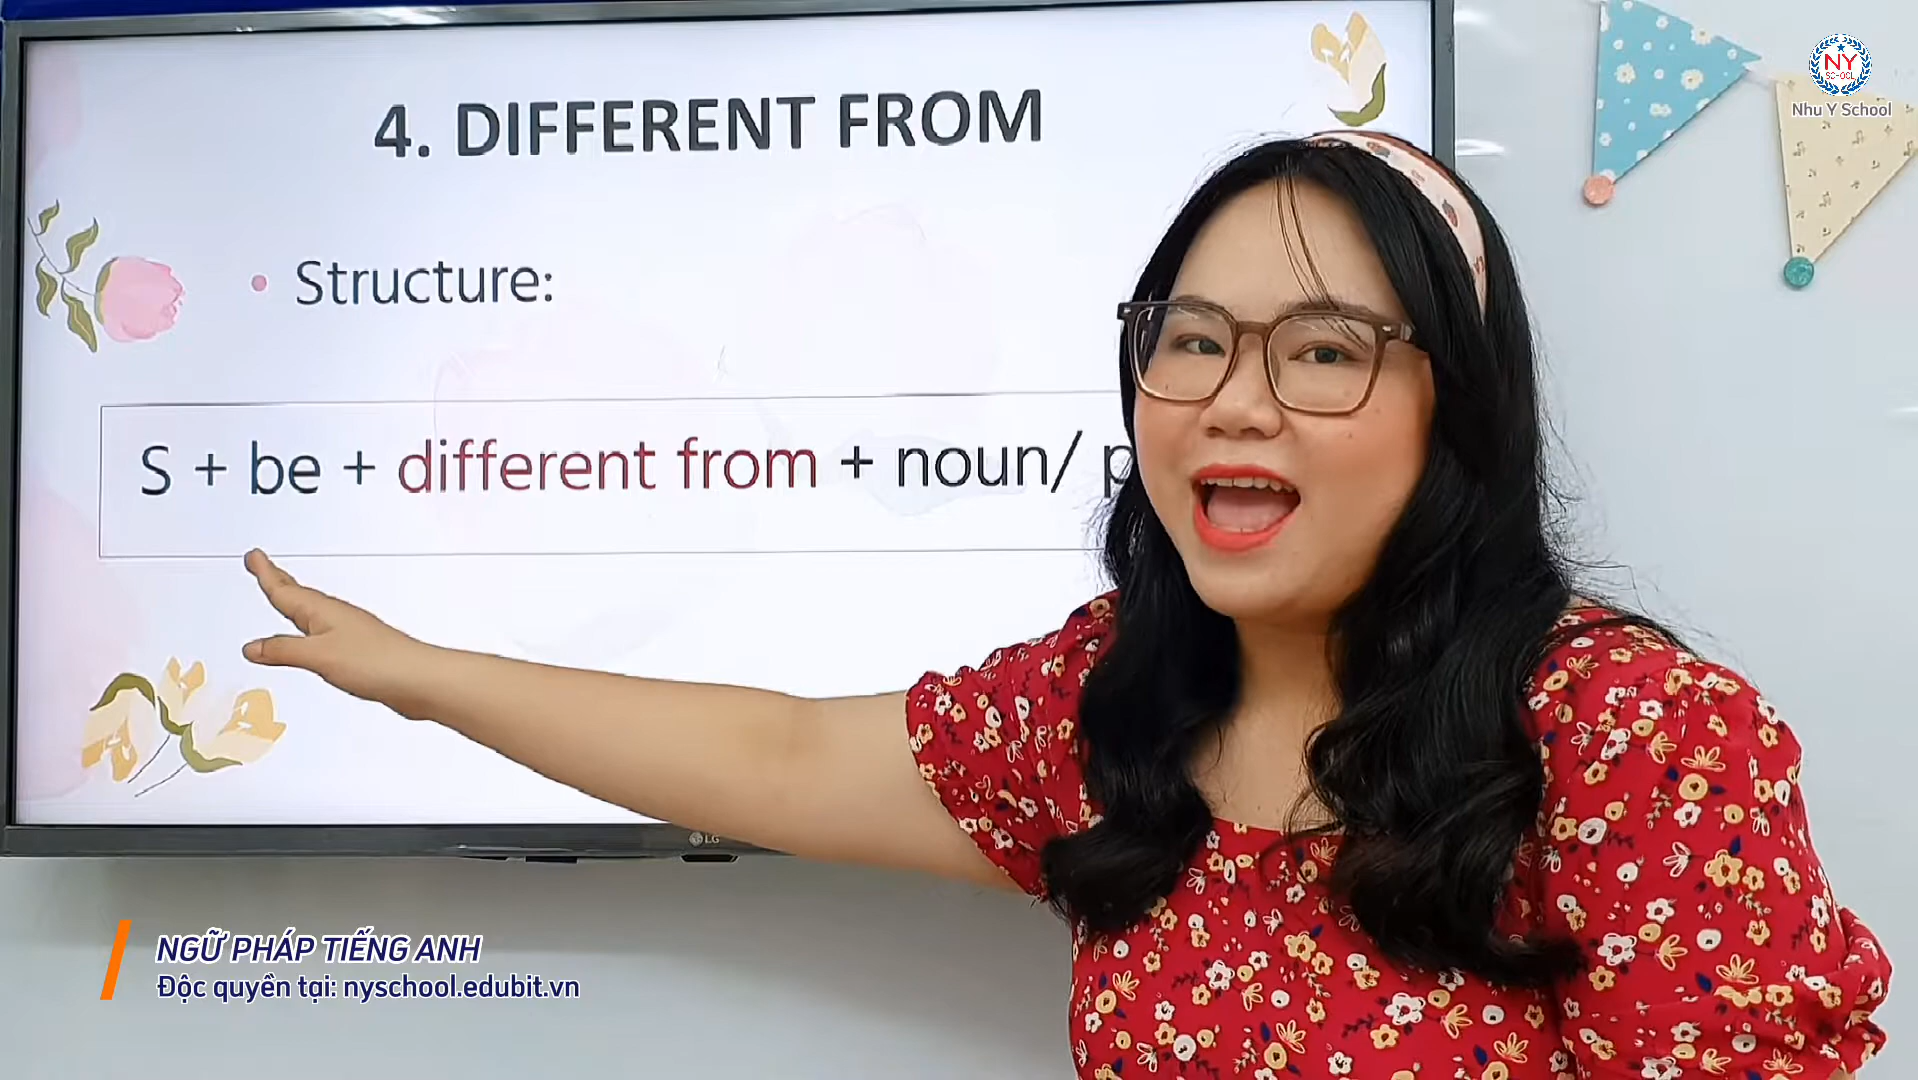 4. DIFFERENT FROM
NY
SCHOOL
Nhu Y School
• Structure:
S + be + different from + noun/ p
LG
NGỮ PHÁP TIẾNG ANH
Độc quyền tại: nyschool.edubit.vn